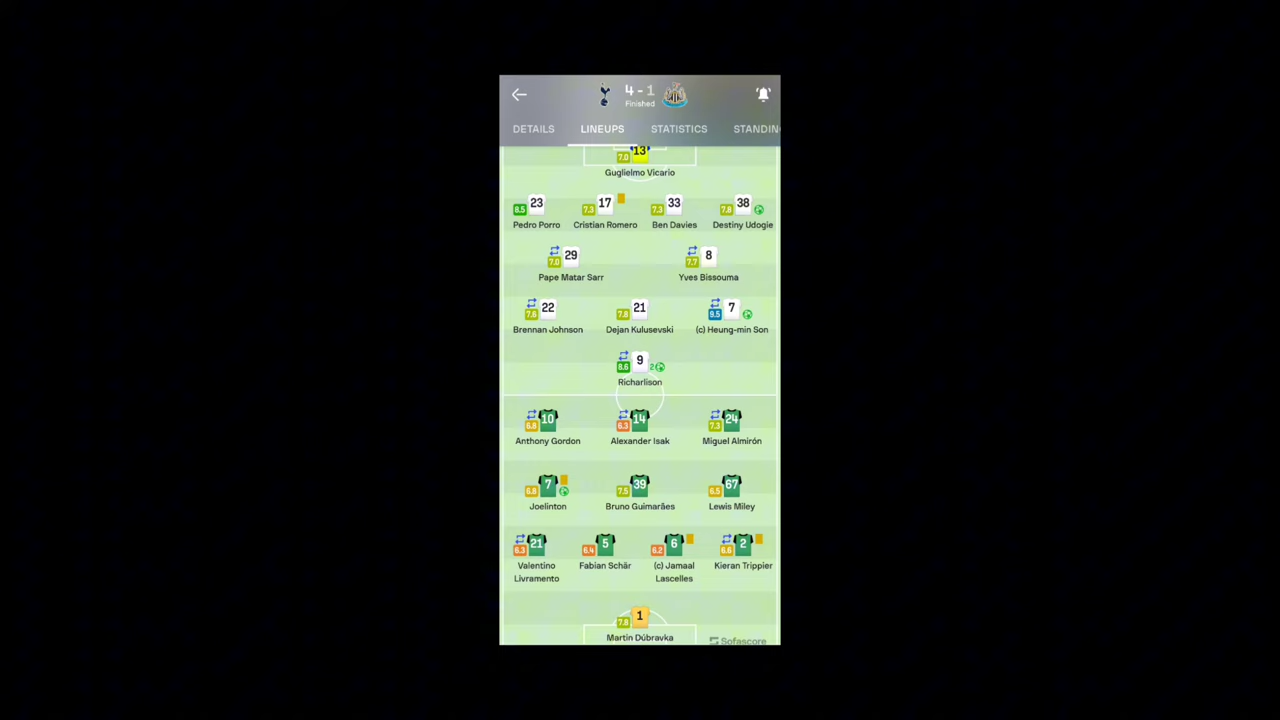 4 - 1
Finished
DETAILS LINEUPS STATISTICS STANDIN
13
7.0
Guglielmo Vicario
23 17 33 38
8.5 7.3 7.3 7.8
Pedro Porro Cristian Romero Ben Davies Destiny Udogie
29 8
7.0 7.7
Pape Matar Sarr Yves Bissouma
22 21 7
7.6 7.8 9.5
Brennan Johnson Dejan Kulusevski (c) Heung-min Son
9
8.6 2
Richarlison
10 14 24
6.8 6.3 7.3
Anthony Gordon Alexander Isak Miguel Almirón
7 39 67
6.8 7.5 6.5
Joelinton Bruno Guimarães Lewis Miley
21 5 6 2
6.3 6.4 6.2 6.6
Valentino Livramento Fabian Schär (c) Jamaal Lascelles Kieran Trippier
1
7.8
Martin Dúbravka
Sofascore